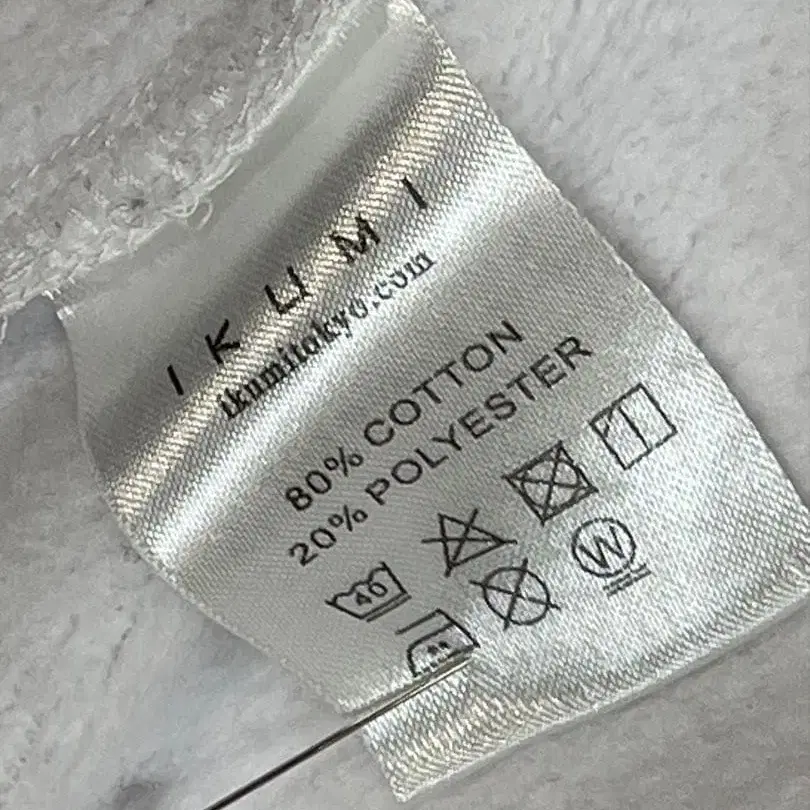 IKUMI
ikumitokyo.com
80% COTTON
20% POLYESTER
40
W